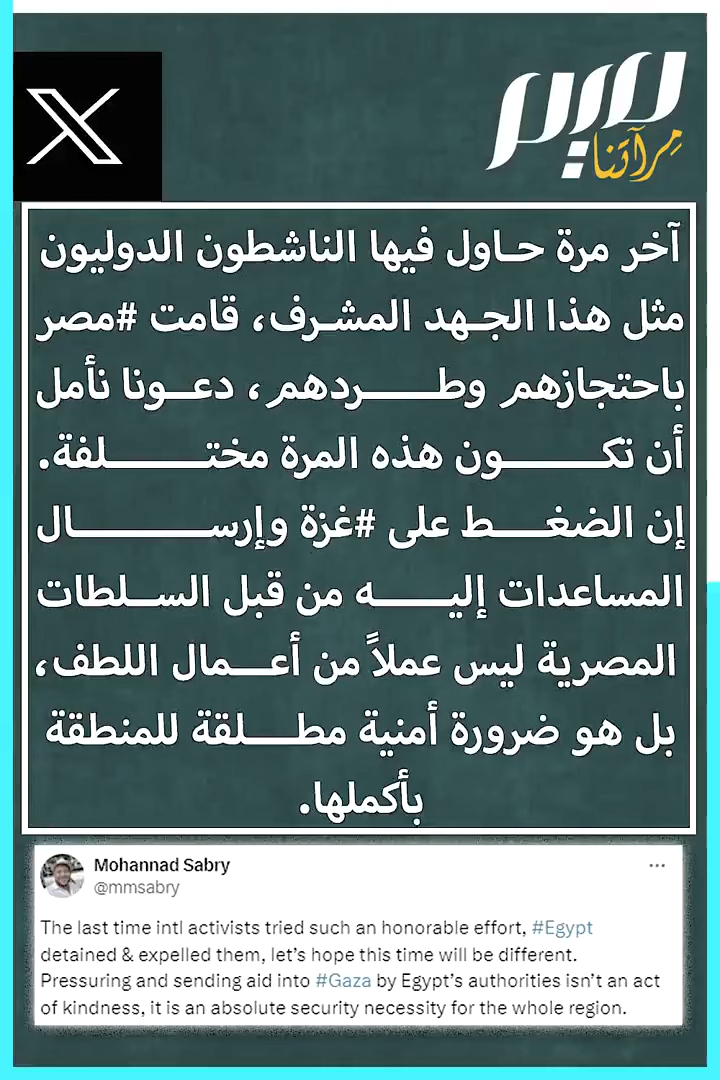 مِرآتنا
آخر مرة حاول فيها الناشطون الدوليون
مثل هذا الجهد المشرف، قامت #مصر
باحتجازهم وطردهم، دعونا نأمل
أن تكون هذه المرة مختلفة.
إن الضغط على #غزة وإرسال
المساعدات إليه من قبل السلطات
المصرية ليس عملاً من أعمال اللطف،
بل هو ضرورة أمنية مطلقة للمنطقة
بأكملها.
Mohannad Sabry
@mmsabry
The last time intl activists tried such an honorable effort, #Egypt
detained & expelled them, let’s hope this time will be different.
Pressuring and sending aid into #Gaza by Egypt’s authorities isn’t an act
of kindness, it is an absolute security necessity for the whole region.